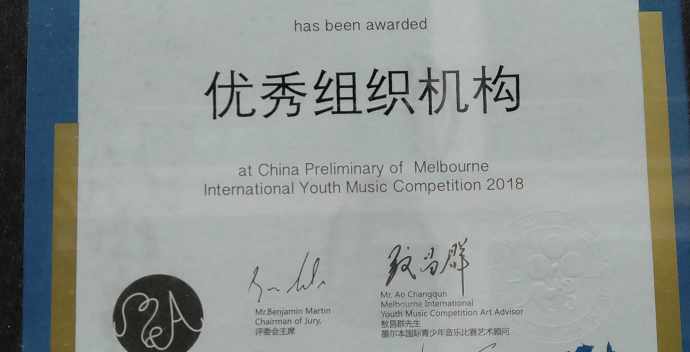 has been awarded
优秀组织机构
at China Preliminary of Melbourne
International Youth Music Competition 2018
敖昌群
Mr.Benjamin Martin
Chairman of Jury,
评委会主席
Mr. Ao Changqun
Melbourne International
Youth Music Competition Art Advisor
敖昌群先生
墨尔本国际青少年音乐比赛艺术顾问